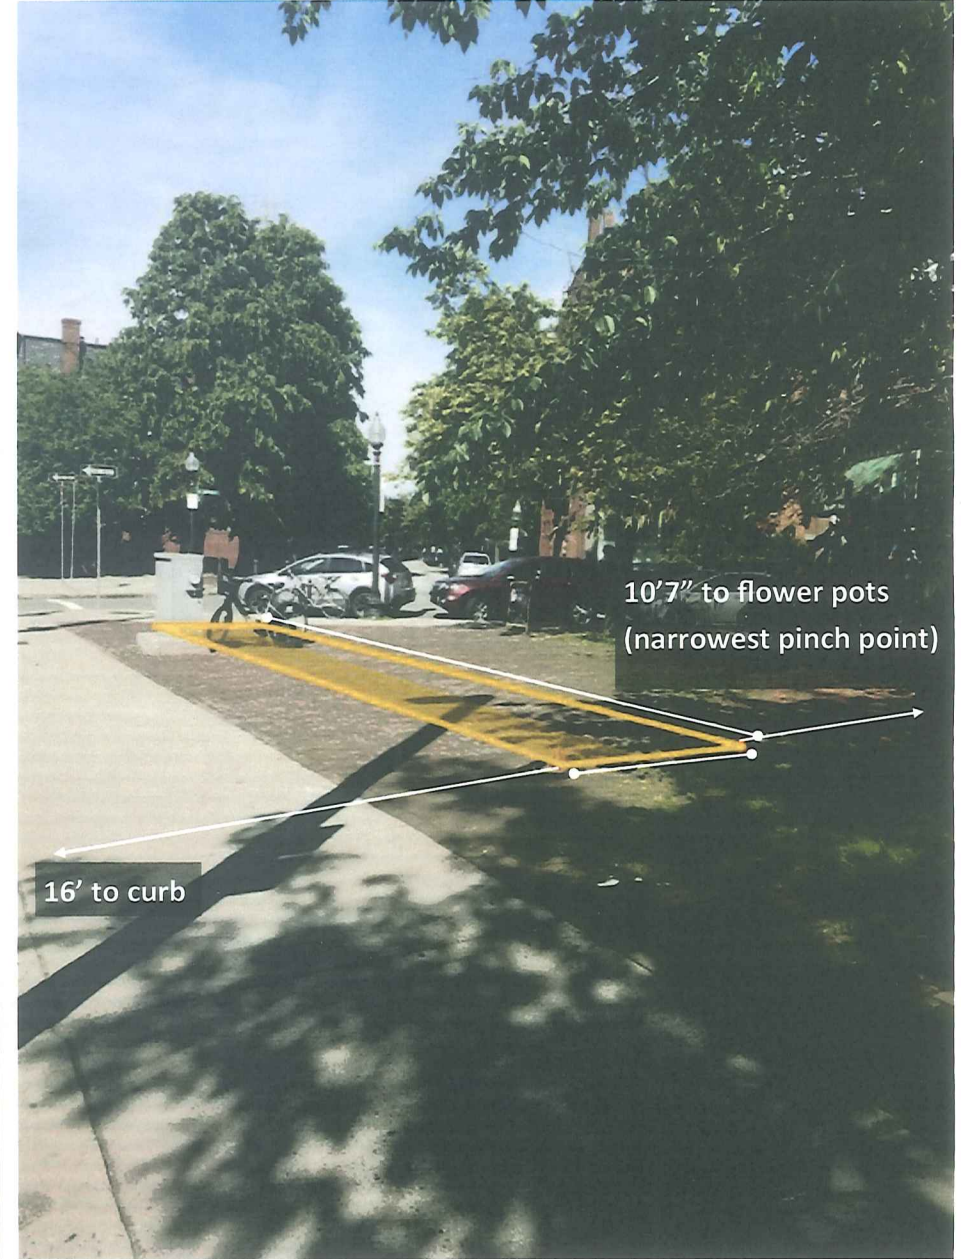 10'7” to flower pots
(narrowest pinch point)
16' to curb